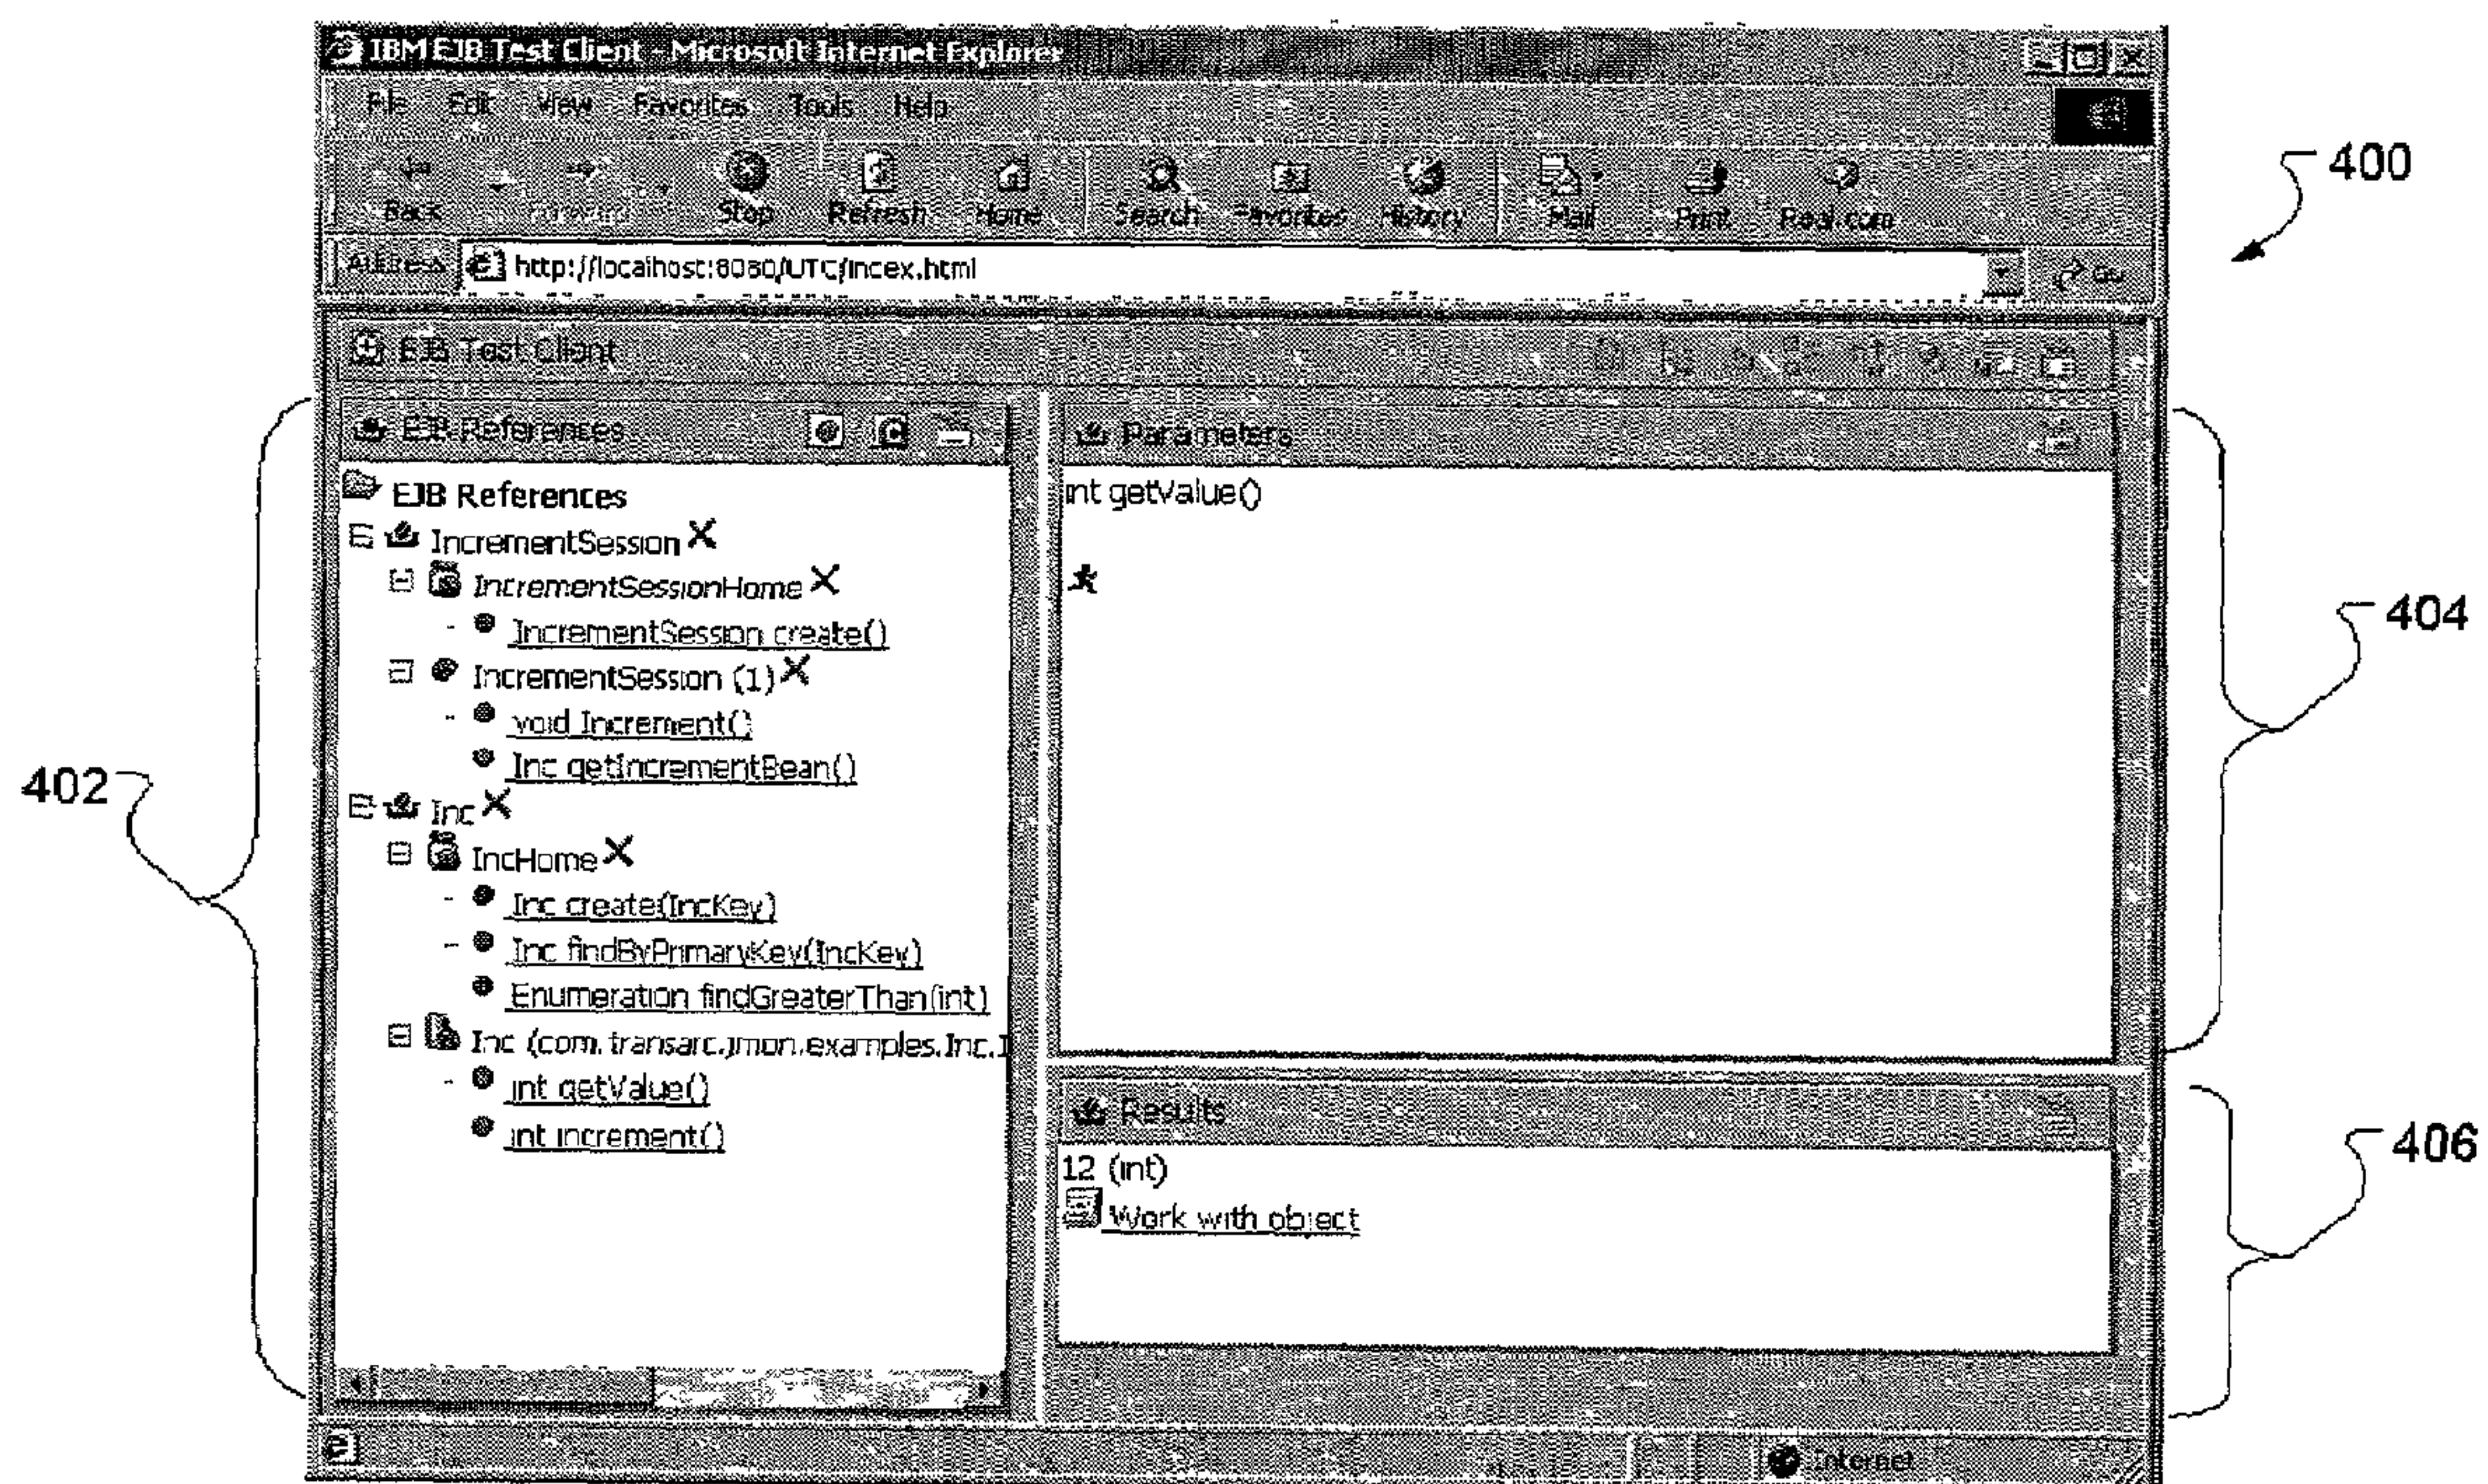 IBM EJB Test Client - Microsoft Internet Explorer
File Edit View Favorites Tools Help
Back Forward Stop Refresh Home Search Favorites History Mail Print Real.com
Address http://localhost:8080/UTC/index.html Go
400
EJB Test Client
EJB References
Parameters
EJB References
int getValue()
IncrementSession
IncrementSessionHome
IncrementSession create()
404
IncrementSession (1)
void Increment()
Inc getIncrementBean()
402
Inc
IncHome
Inc create(IncKey)
Inc findByPrimaryKey(IncKey)
Enumeration findGreaterThan(int)
Inc (com.transarc.jmon.examples.Inc.I
int getValue()
int increment()
Results
406
12 (int)
Work with object
Internet